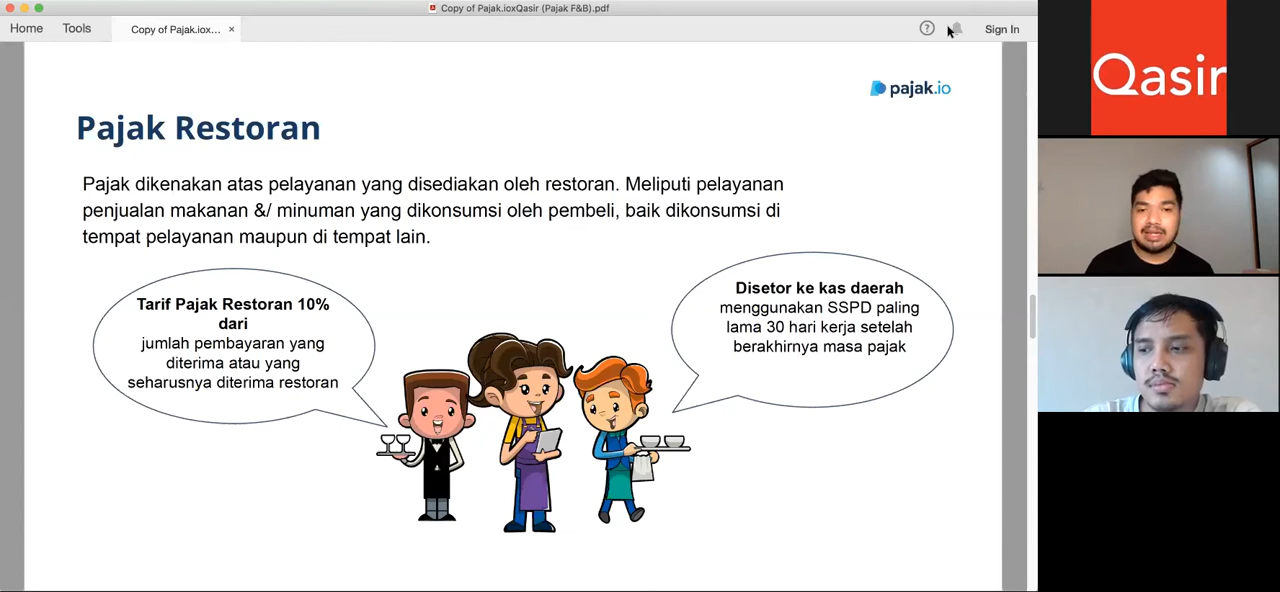 Copy of Pajak.ioxQasir (Pajak F&B).pdf
Home
Tools
Copy of Pajak.iox...
×
?
Sign In
pajak.io
Qasir
Pajak Restoran
Pajak dikenakan atas pelayanan yang disediakan oleh restoran. Meliputi pelayanan
penjualan makanan &/ minuman yang dikonsumsi oleh pembeli, baik dikonsumsi di
tempat pelayanan maupun di tempat lain.
Tarif Pajak Restoran 10%
dari
jumlah pembayaran yang
diterima atau yang
seharusnya diterima restoran
Disetor ke kas daerah
menggunakan SSPD paling
lama 30 hari kerja setelah
berakhirnya masa pajak